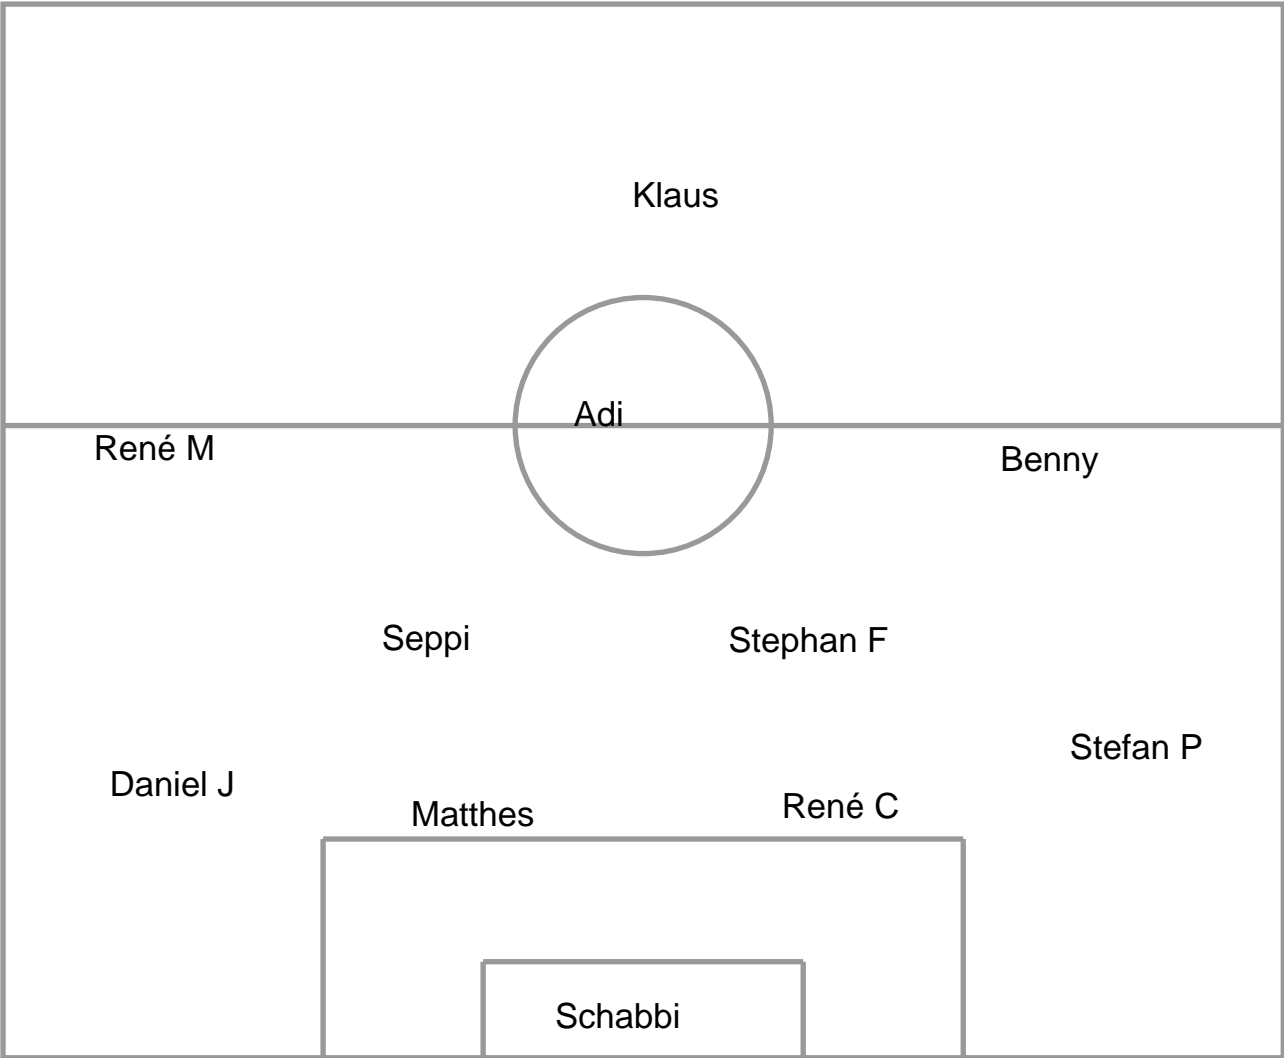 Klaus
Adi
René M
Benny
Seppi
Stephan F
Stefan P
Daniel J
Matthes
René C
Schabbi